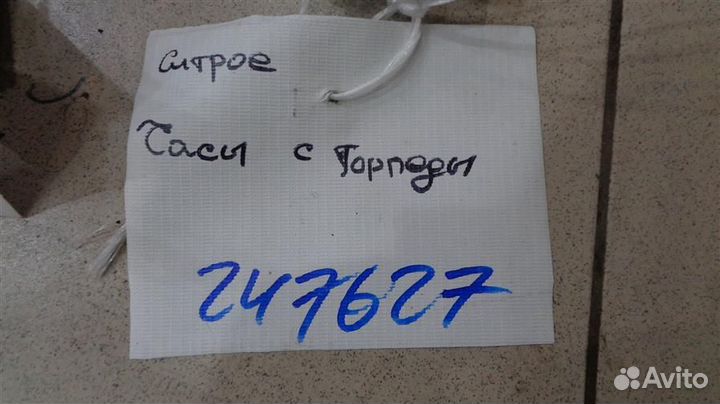 Ситрое
Часы с Торпеды
247627
Avito